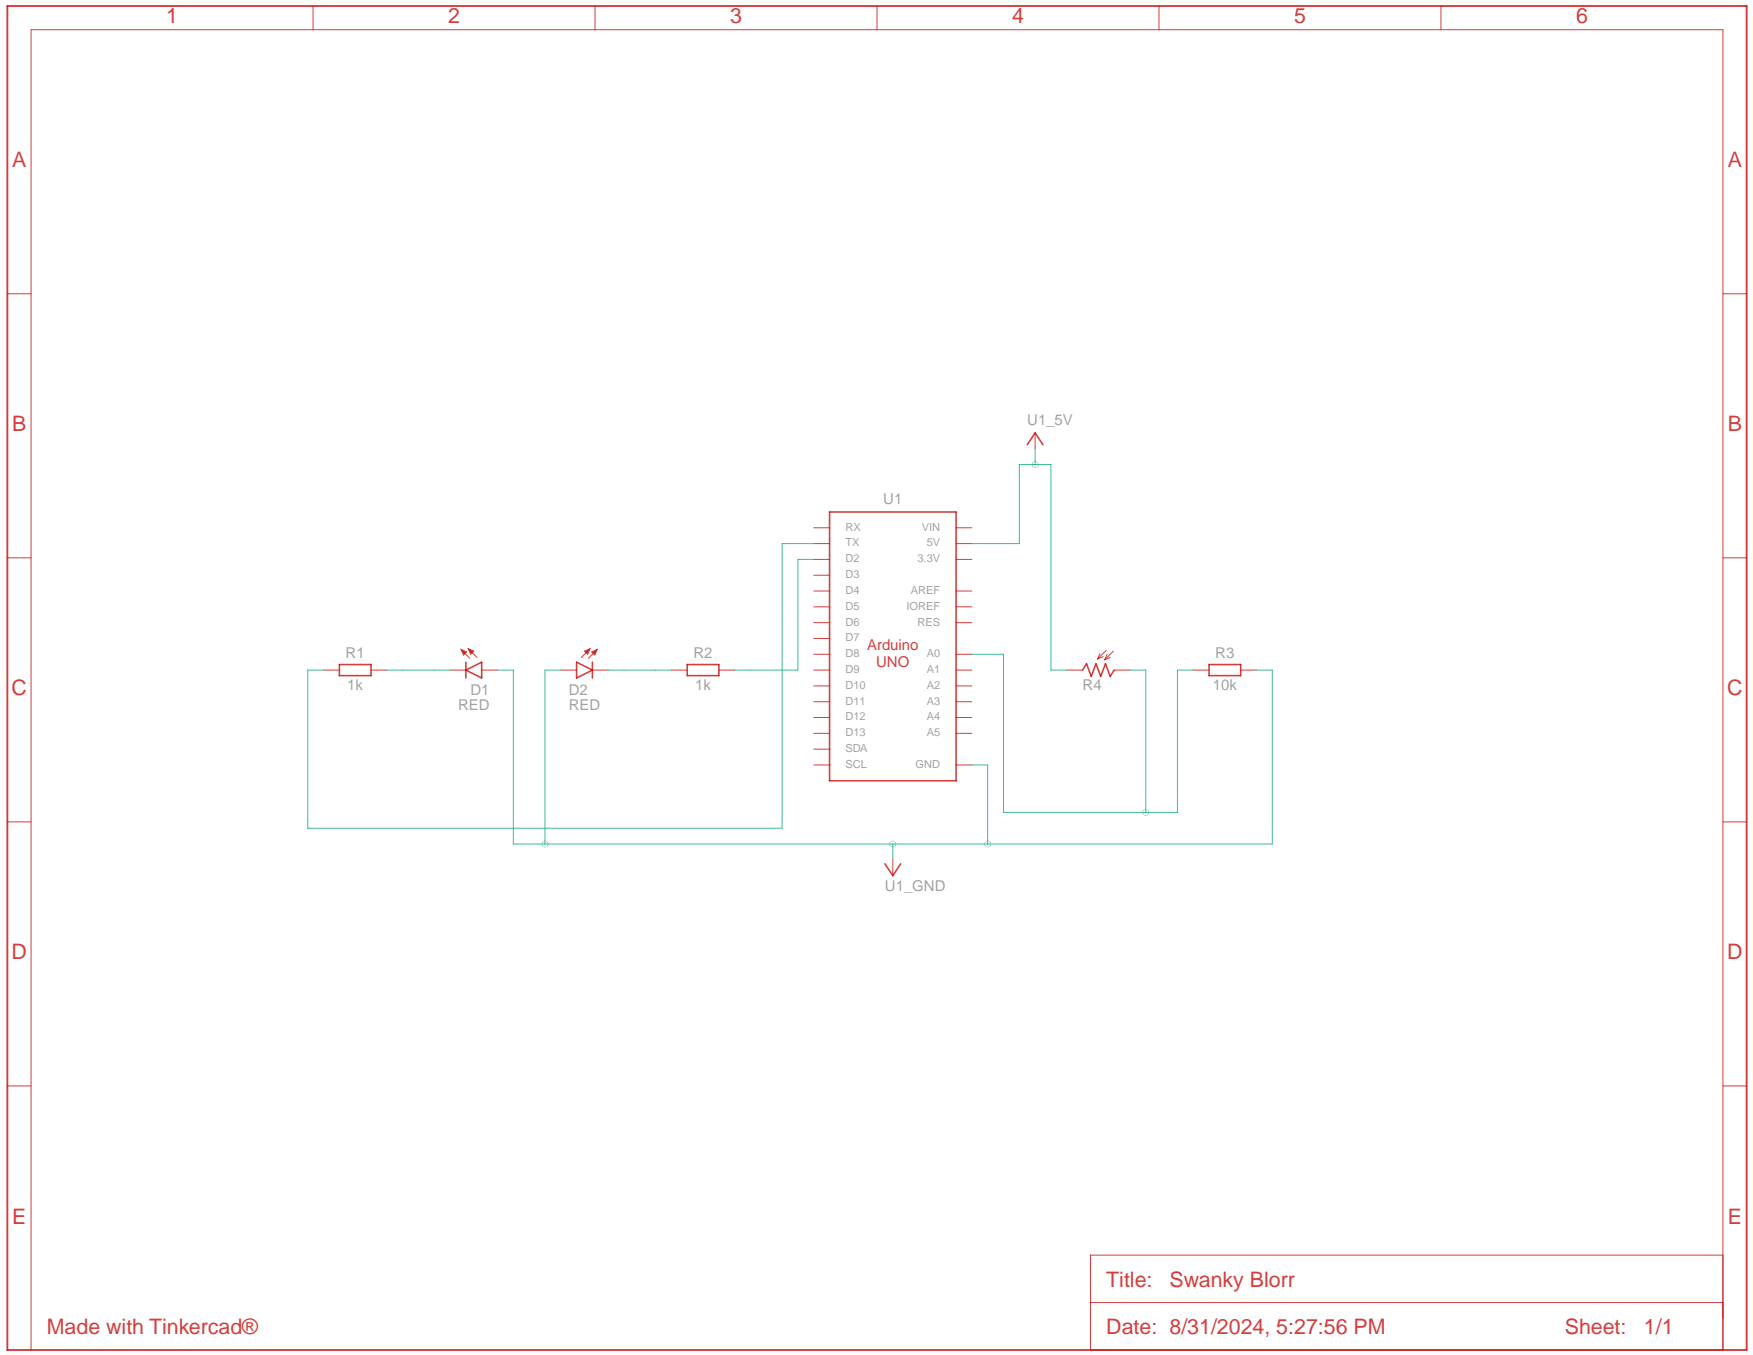 1 2 3 4 5 6
A A
B B
U1_5V
U1
RX VIN
TX 5V
D2 3.3V
D3
D4 AREF
D5 IOREF
D6 RES
D7
Arduino
UNO
D8 A0
D9 A1
D10 A2
D11 A3
D12 A4
D13 A5
SDA
SCL GND
R1
1k
D1
RED
D2
RED
R2
1k
R4
R3
10k
C C
U1_GND
D D
E E
Title: Swanky Blorr
Made with Tinkercad®
Date: 8/31/2024, 5:27:56 PM Sheet: 1/1